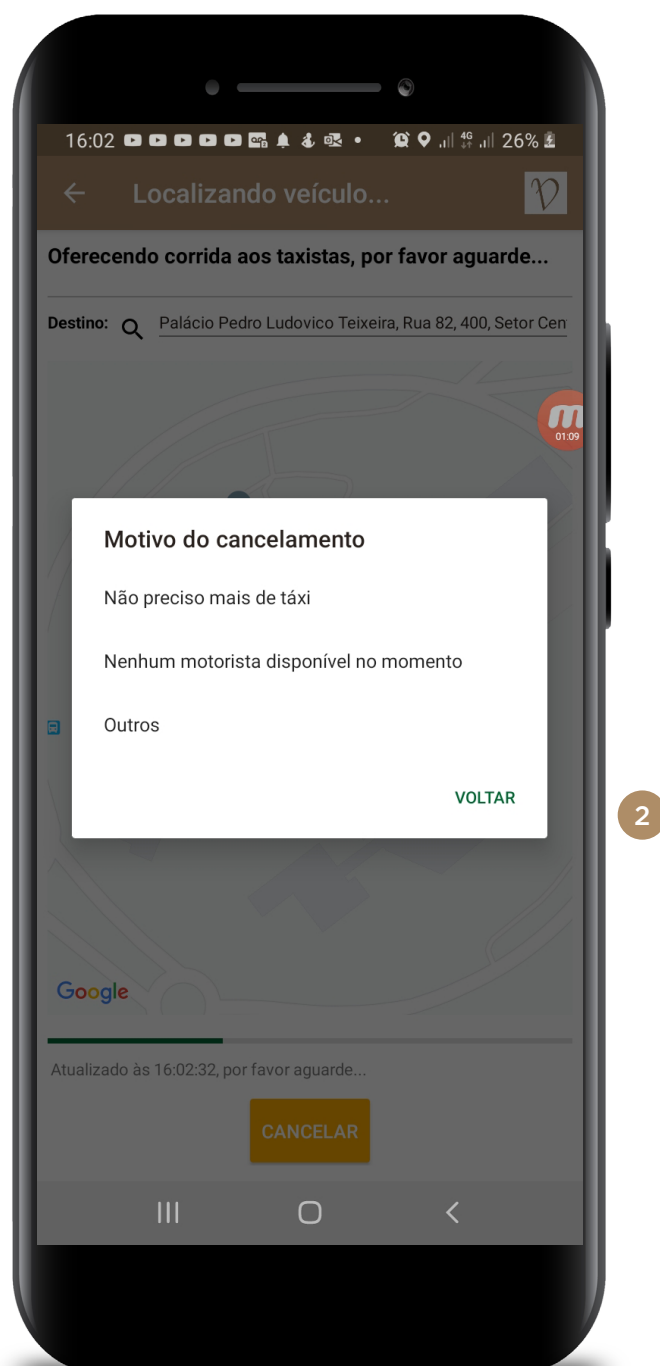 16:02
26%
Localizando veículo...
Oferecendo corrida aos taxistas, por favor aguarde...
Destino: Palácio Pedro Ludovico Teixeira, Rua 82, 400, Setor Cen
01:09
Motivo do cancelamento
Não preciso mais de táxi
Nenhum motorista disponível no momento
Outros
VOLTAR
2
Google
Atualizado às 16:02:32, por favor aguarde...
CANCELAR